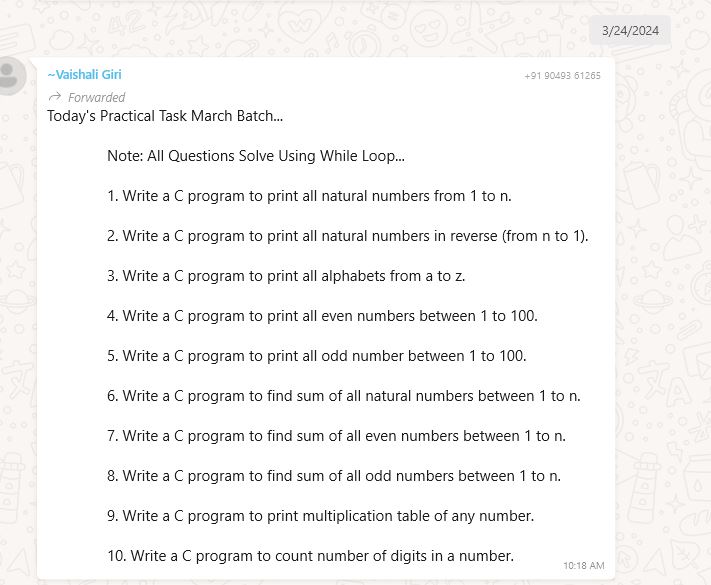 3/24/2024
~Vaishali Giri +91 90493 61265
Forwarded
Today's Practical Task March Batch...
Note: All Questions Solve Using While Loop...
1. Write a C program to print all natural numbers from 1 to n.
2. Write a C program to print all natural numbers in reverse (from n to 1).
3. Write a C program to print all alphabets from a to z.
4. Write a C program to print all even numbers between 1 to 100.
5. Write a C program to print all odd number between 1 to 100.
6. Write a C program to find sum of all natural numbers between 1 to n.
7. Write a C program to find sum of all even numbers between 1 to n.
8. Write a C program to find sum of all odd numbers between 1 to n.
9. Write a C program to print multiplication table of any number.
10. Write a C program to count number of digits in a number.
10:18 AM